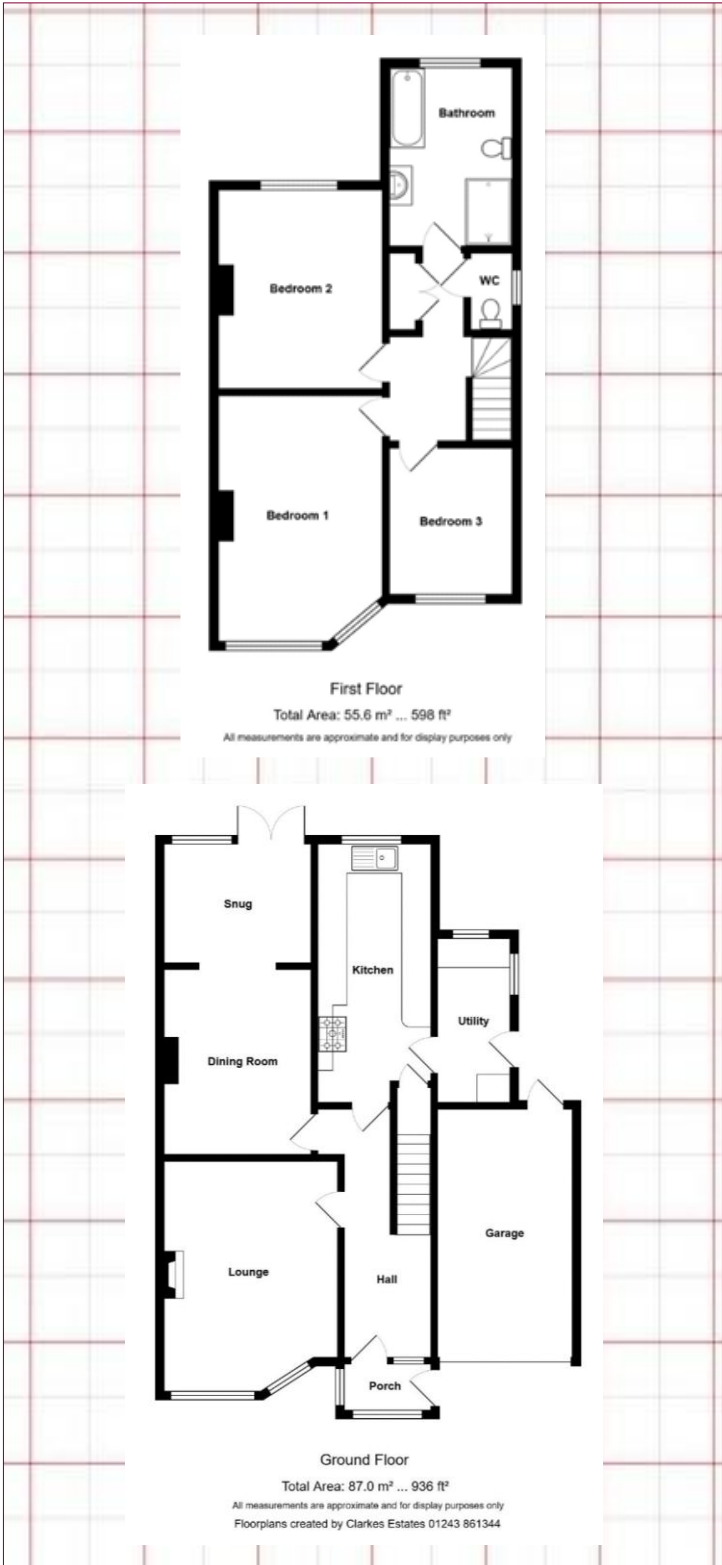 Bathroom
WC
Bedroom 2
Bedroom 1
Bedroom 3
First Floor
Total Area: 55.6 m² ... 598 ft²
All measurements are approximate and for display purposes only
Snug
Kitchen
Utility
Dining Room
Garage
Lounge
Hall
Porch
Ground Floor
Total Area: 87.0 m² ... 936 ft²
All measurements are approximate and for display purposes only
Floorplans created by Clarkes Estates 01243 861344